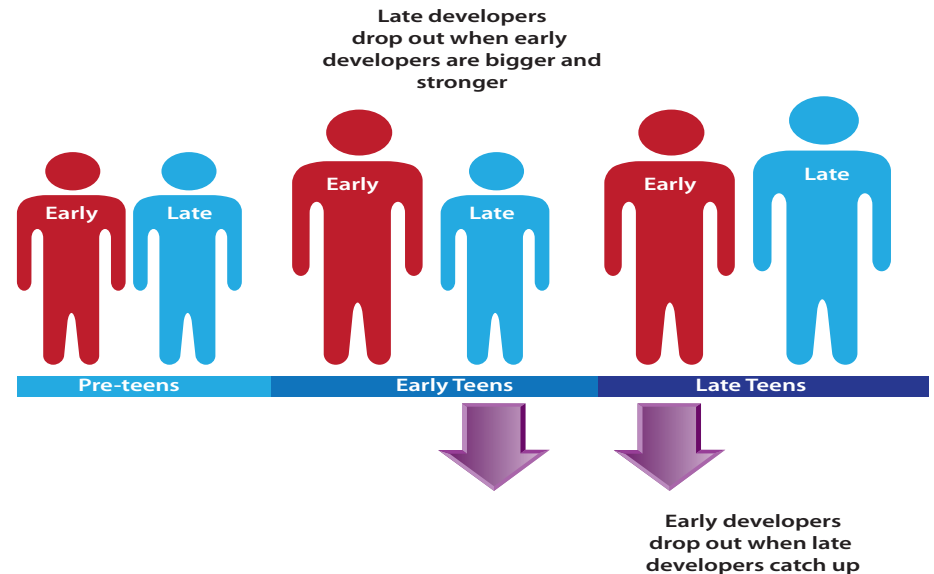 Late developers
drop out when early
developers are bigger and
stronger
Early
Late
Early
Late
Early
Late
Pre-teens
Early Teens
Late Teens
Early developers
drop out when late
developers catch up